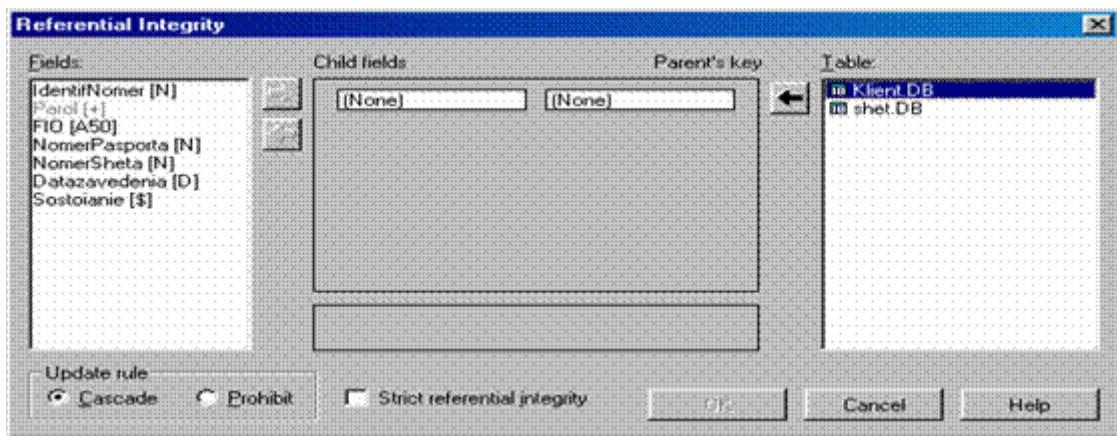 Referential Integrity
Fields:
Child fields
Parent's key
Table:
IdentifNomer [N]
Parol [+]
FIO [A50]
NomerPasporta [N]
NomerSheta [N]
Datazavedenia [D]
Sostoianie [$]
(None)
(None)
Klient.DB
shet.DB
Update rule
Cascade
Prohibit
Strict referential integrity
OK
Cancel
Help